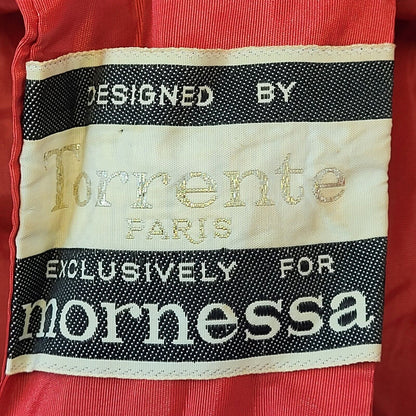 DESIGNED BY
Torrente
PARIS
EXCLUSIVELY FOR
mornessa